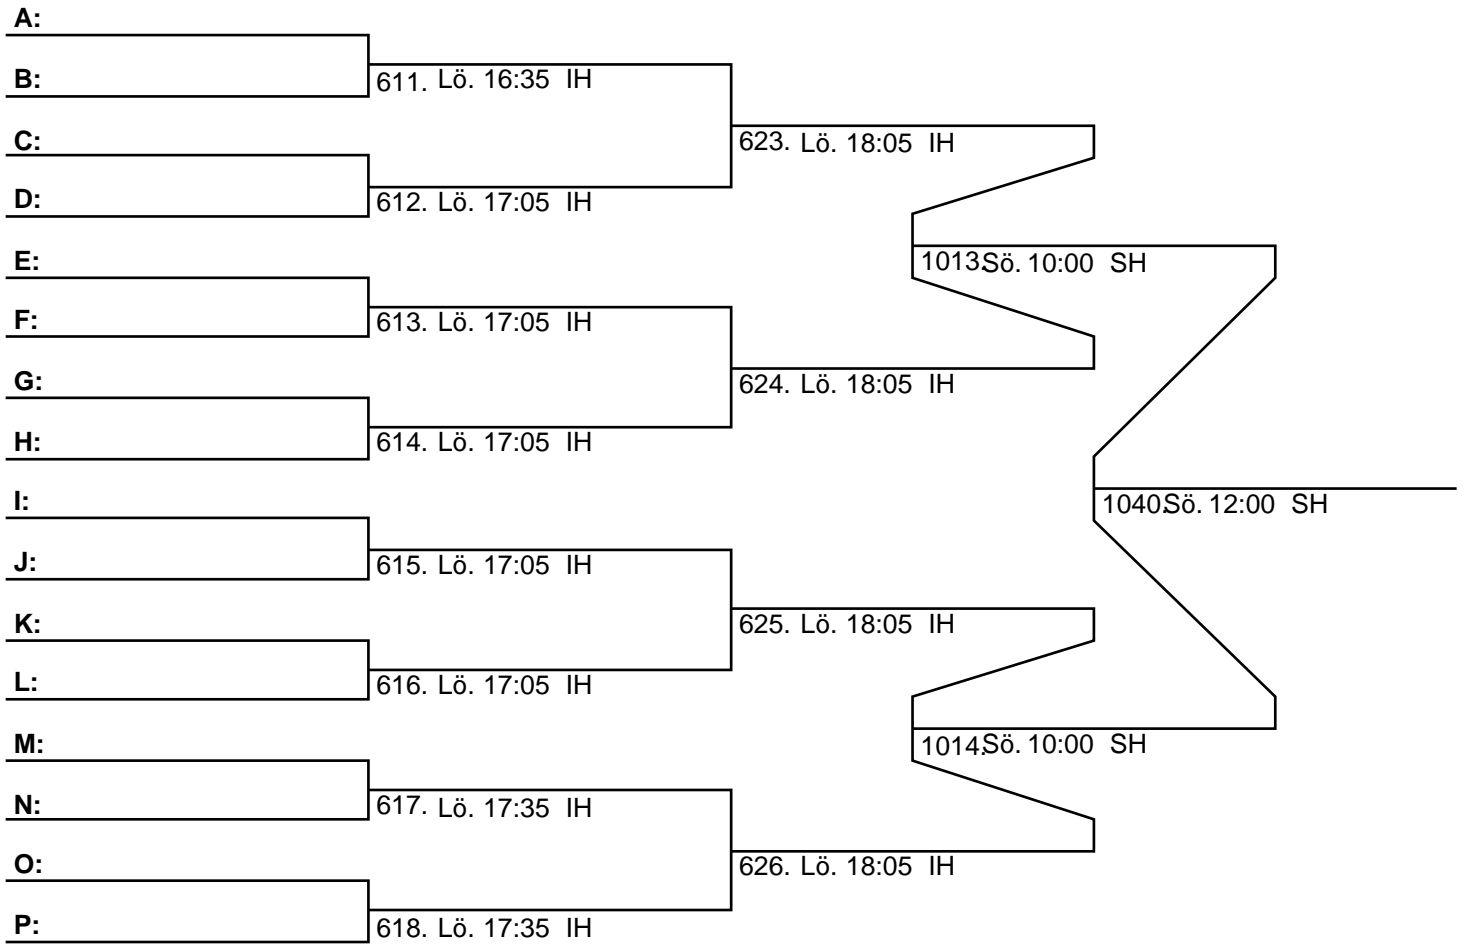 A:
B:
611. Lö. 16:35 IH
C:
623. Lö. 18:05 IH
D:
612. Lö. 17:05 IH
E:
1013. Sö. 10:00 SH
F:
613. Lö. 17:05 IH
G:
624. Lö. 18:05 IH
H:
614. Lö. 17:05 IH
I:
1040. Sö. 12:00 SH
J:
615. Lö. 17:05 IH
K:
625. Lö. 18:05 IH
L:
616. Lö. 17:05 IH
M:
1014. Sö. 10:00 SH
N:
617. Lö. 17:35 IH
O:
626. Lö. 18:05 IH
P:
618. Lö. 17:35 IH